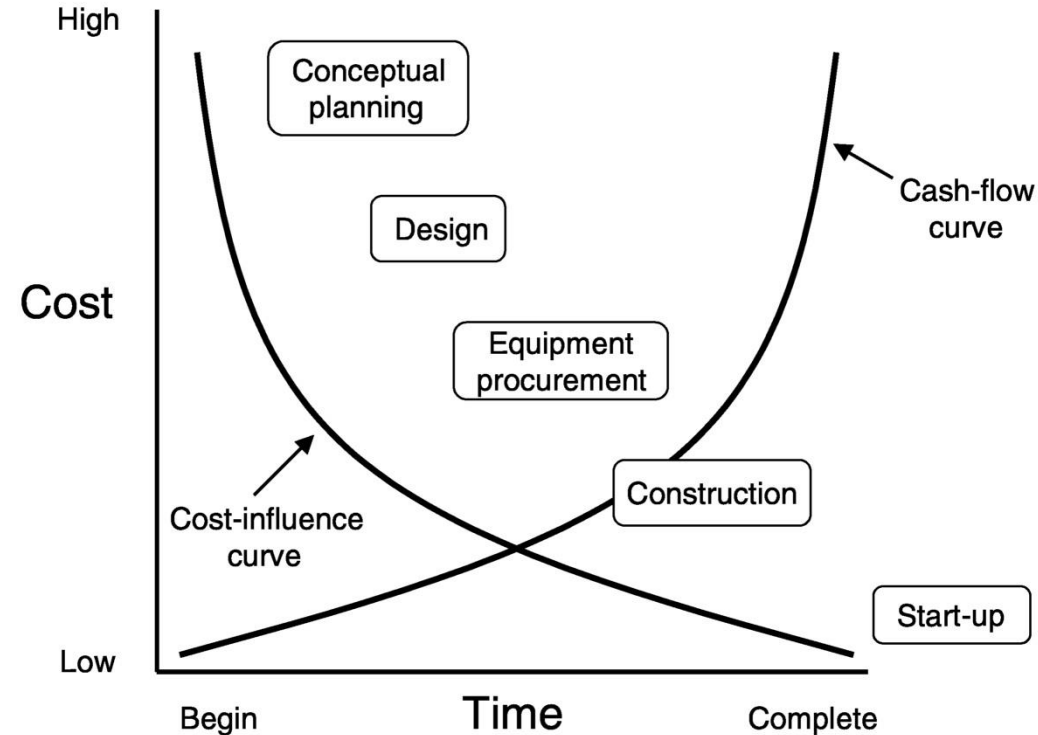 High
Conceptual
planning
Cash-flow
curve
Design
Cost
Equipment
procurement
Construction
Cost-influence
curve
Start-up
Low
Begin
Time
Complete